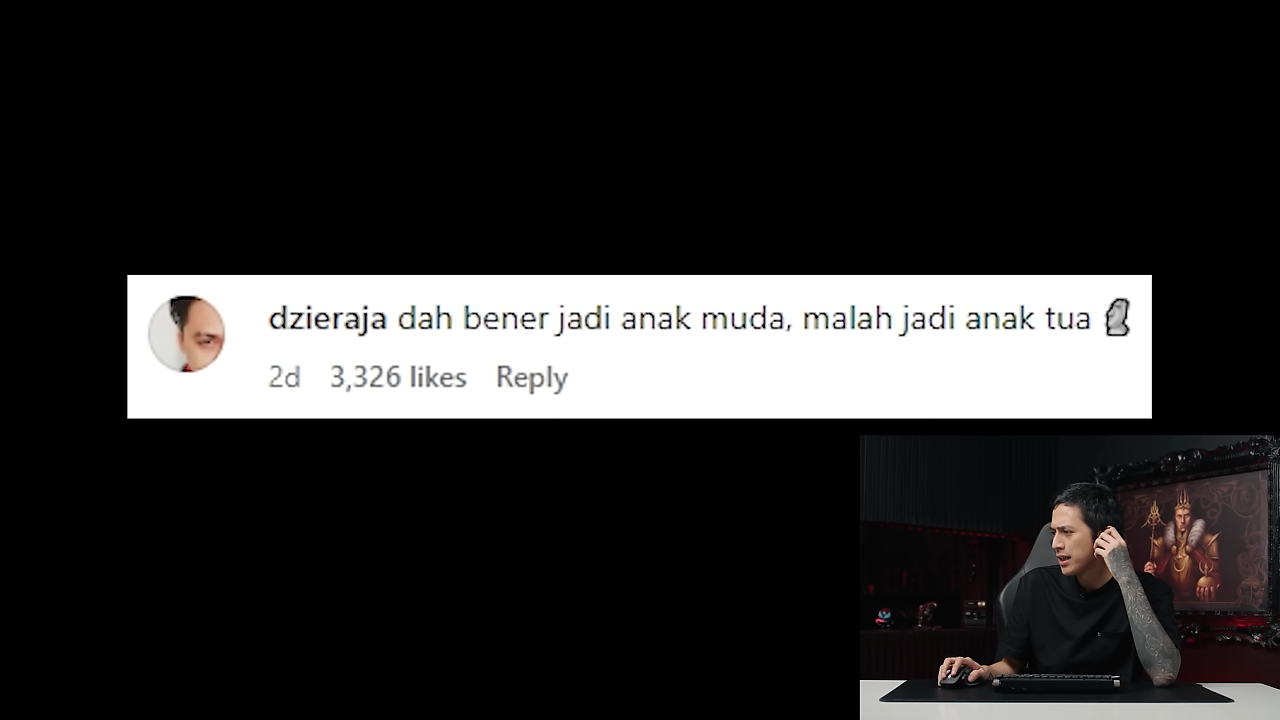 dzieraja dah bener jadi anak muda, malah jadi anak tua 🗿
2d 3,326 likes Reply